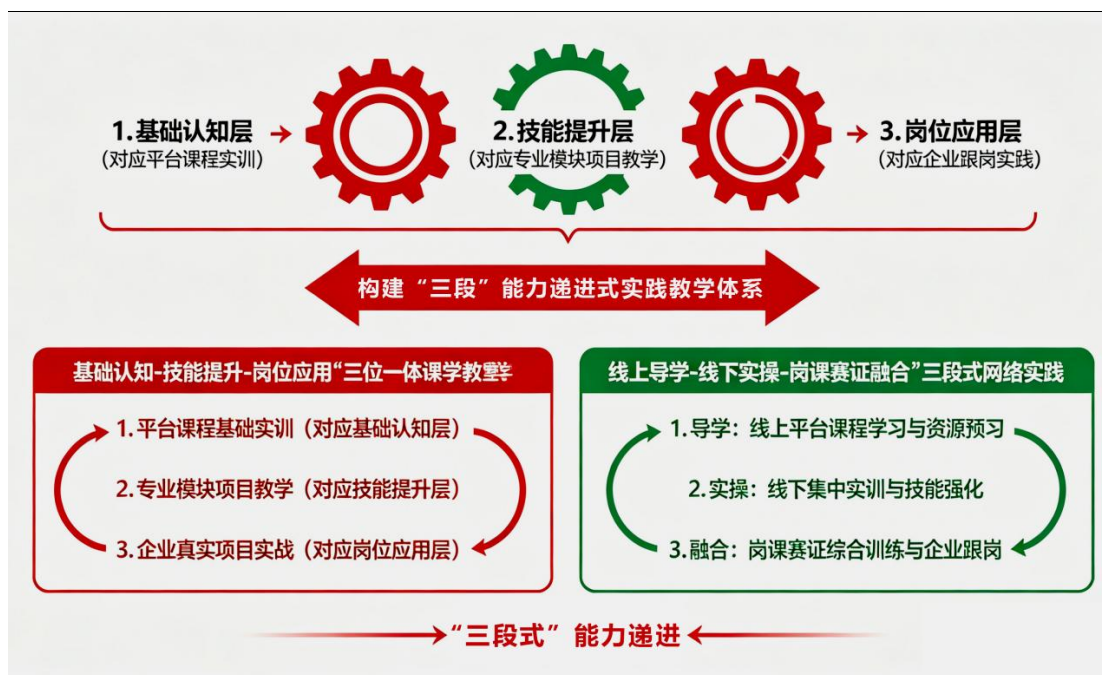 1.基础认知层
(对应平台课程实训)
2.技能提升层
(对应专业模块项目教学)
3.岗位应用层
(对应企业跟岗实践)
构建“三段”能力递进式实践教学体系
基础认知-技能提升-岗位应用“三位一体课学教
1.平台课程基础实训（对应基础认知层）
2.专业模块项目教学（对应技能提升层）
3.企业真实项目实战（对应岗位应用层）
线上导学-线下实操-岗课赛证融合”三段式网络实践
1.导学：线上平台课程学习与资源预习
2.实操：线下集中实训与技能强化
3.融合：岗课赛证综合训练与企业跟岗
“三段式”能力递进